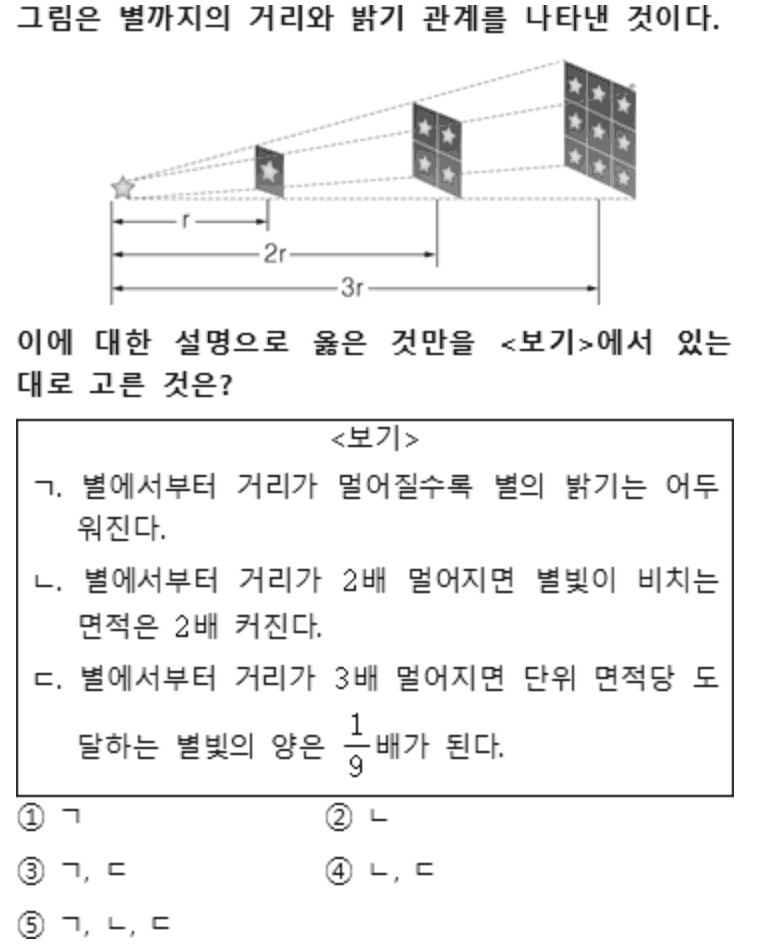 그림은 별까지의 거리와 밝기 관계를 나타낸 것이다.
r
2r
3r
이에 대한 설명으로 옳은 것만을 <보기>에서 있는
대로 고른 것은?
<보기>
ㄱ. 별에서부터 거리가 멀어질수록 별의 밝기는 어두
워진다.
ㄴ. 별에서부터 거리가 2배 멀어지면 별빛이 비치는
면적은 2배 커진다.
ㄷ. 별에서부터 거리가 3배 멀어지면 단위 면적당 도
달하는 별빛의 양은 1/9배가 된다.
① ㄱ ② ㄴ
③ ㄱ, ㄷ ④ ㄴ, ㄷ
⑤ ㄱ, ㄴ, ㄷ